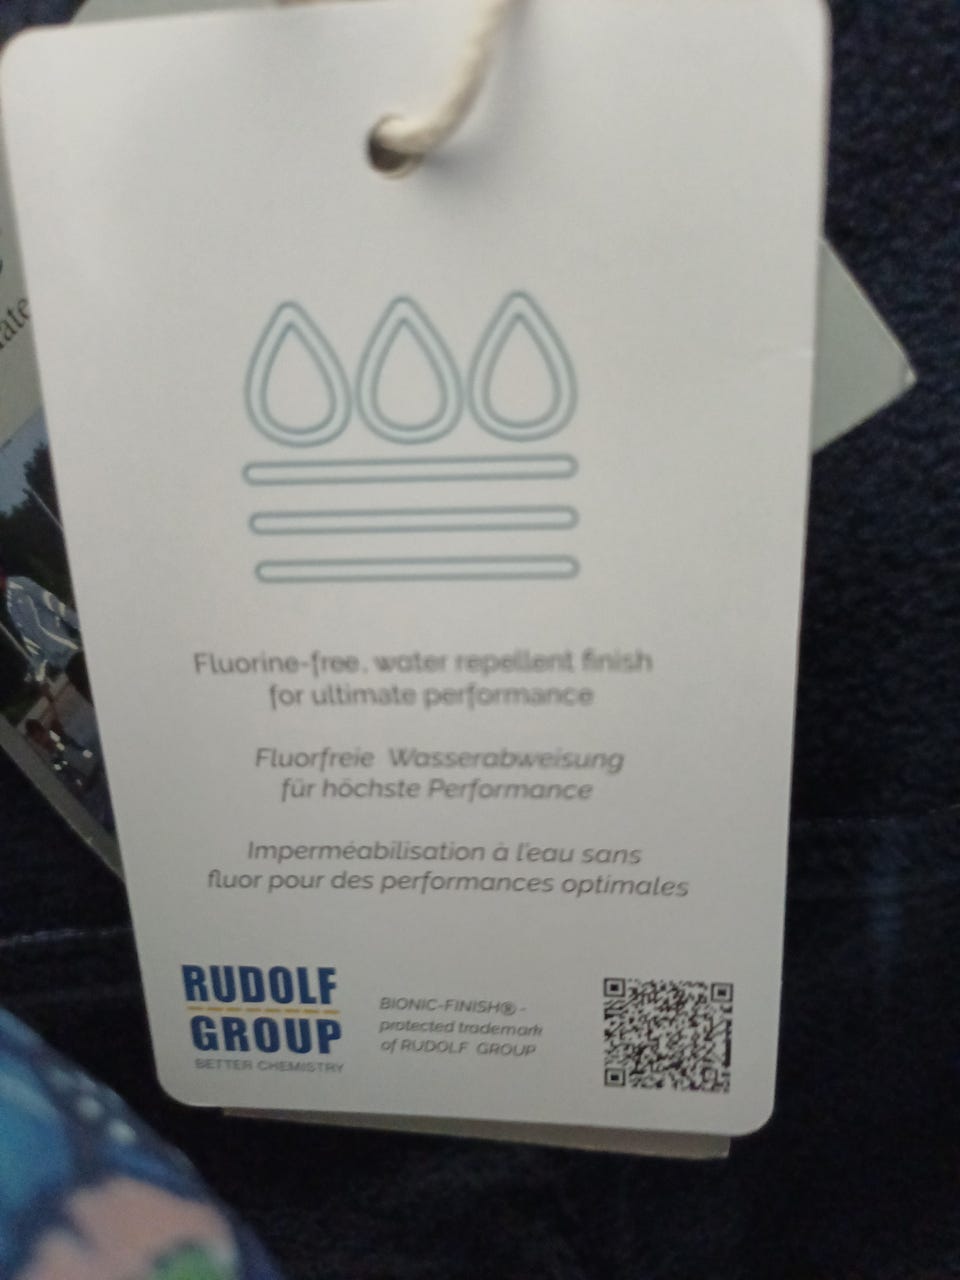 ate
Fluorine-free, water repellent finish
for ultimate performance
Fluorfreie Wasserabweisung
für höchste Performance
Imperméabilisation à l'eau sans
fluor pour des performances optimales
RUDOLF
GROUP
BETTER CHEMISTRY
BIONIC-FINISH® -
protected trademark
of RUDOLF GROUP